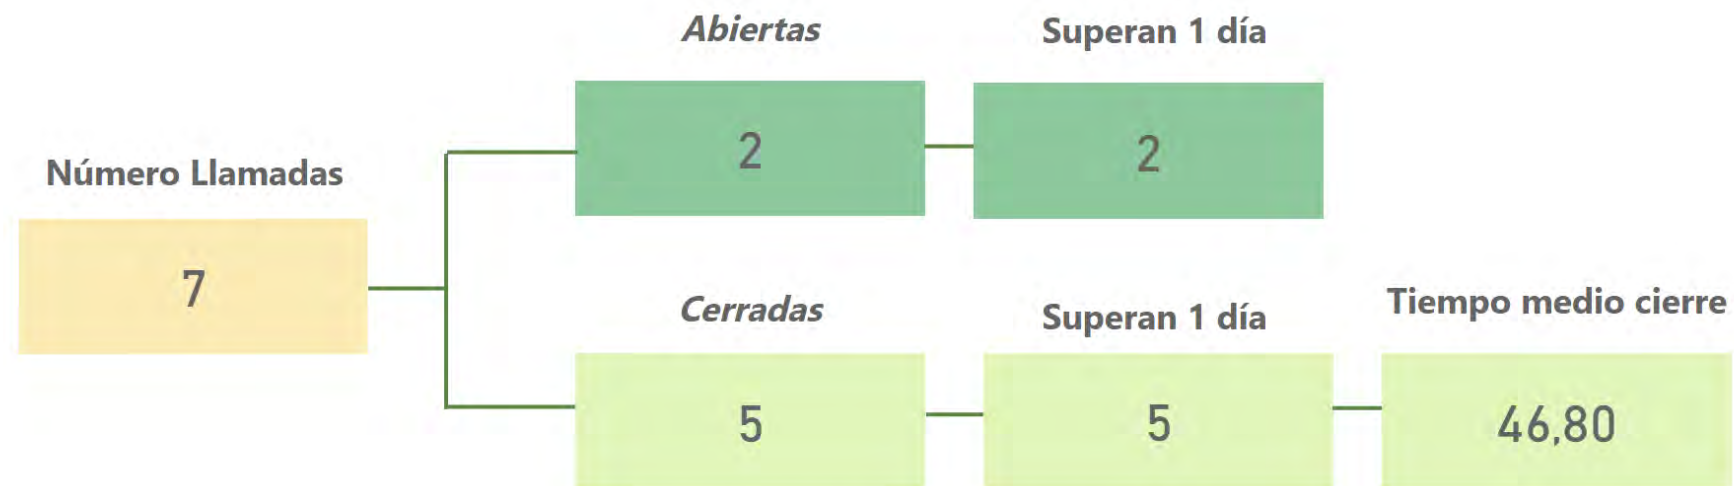 Abiertas
Superan 1 día
2
2
Número Llamadas
7
Cerradas
Superan 1 día
Tiempo medio cierre
5
5
46,80